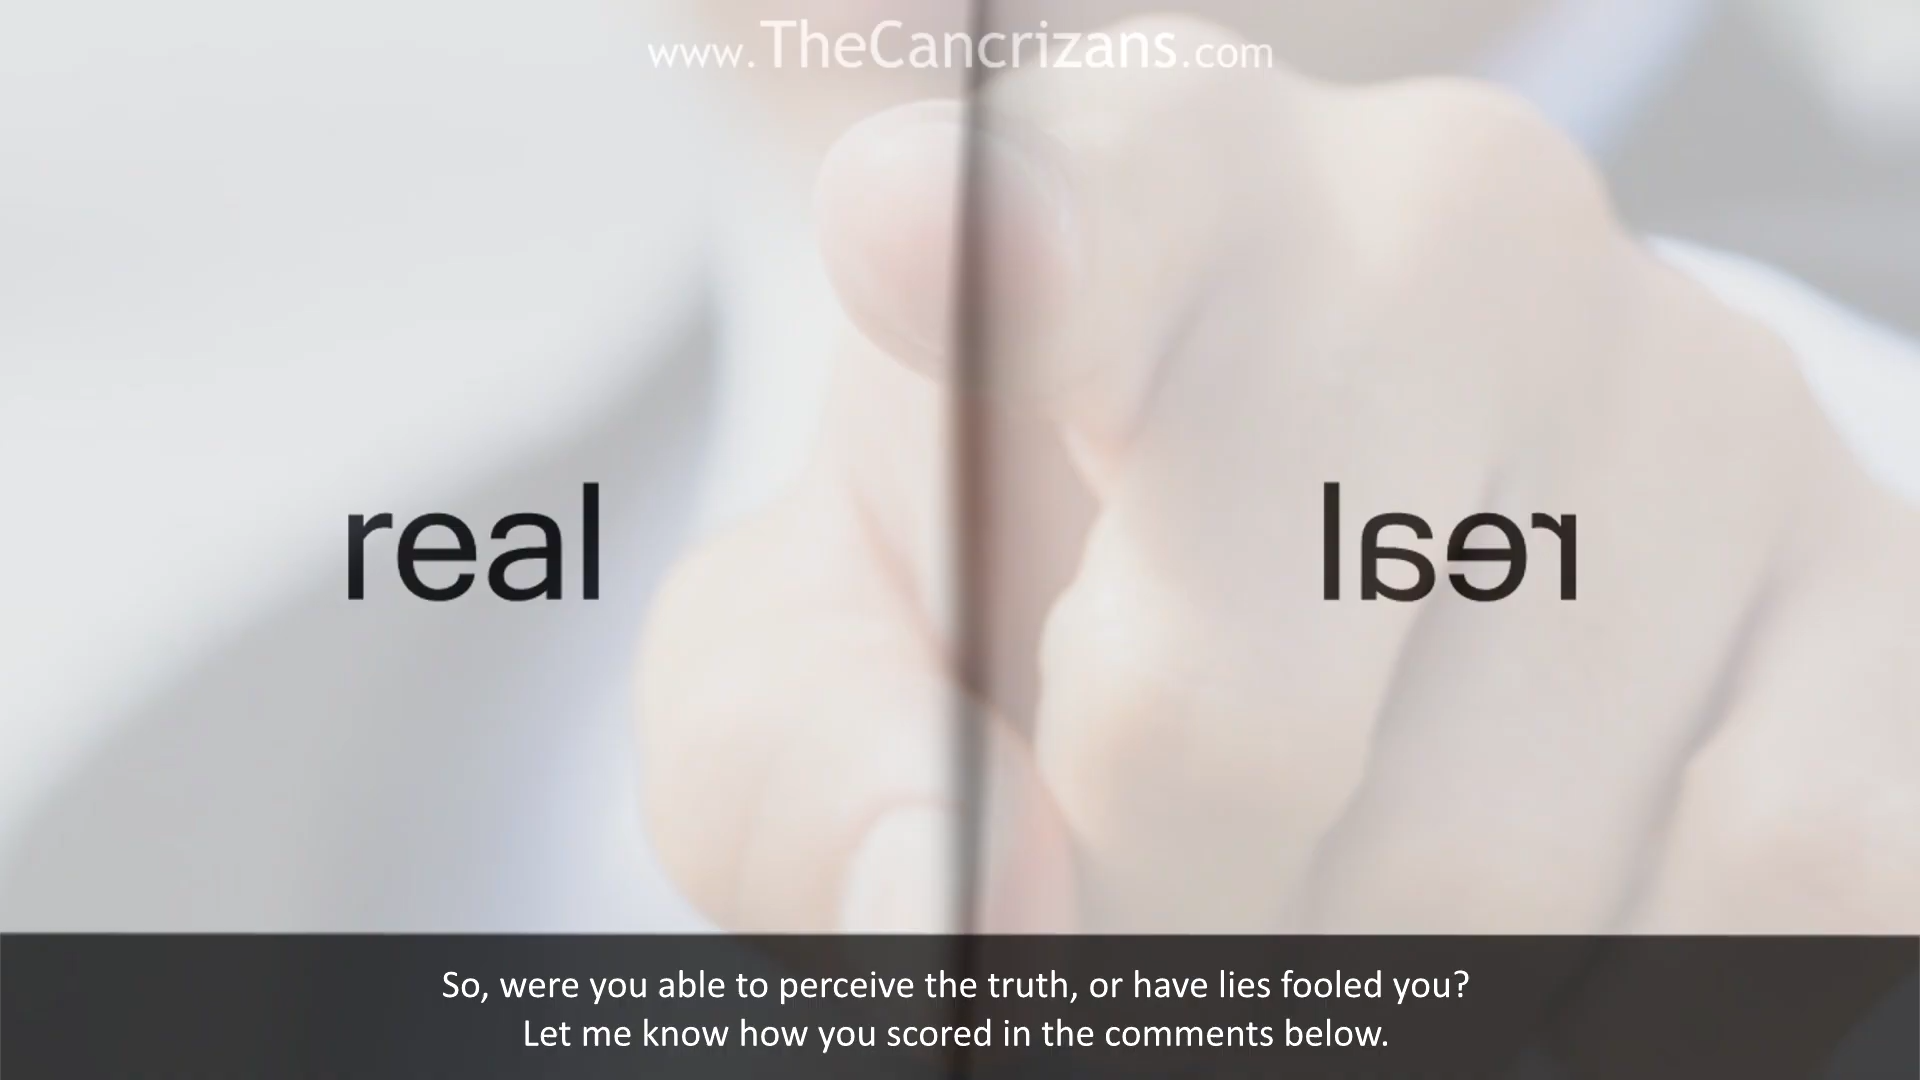 www.TheCancrizans.com
real real
So, were you able to perceive the truth, or have lies fooled you?
Let me know how you scored in the comments below.